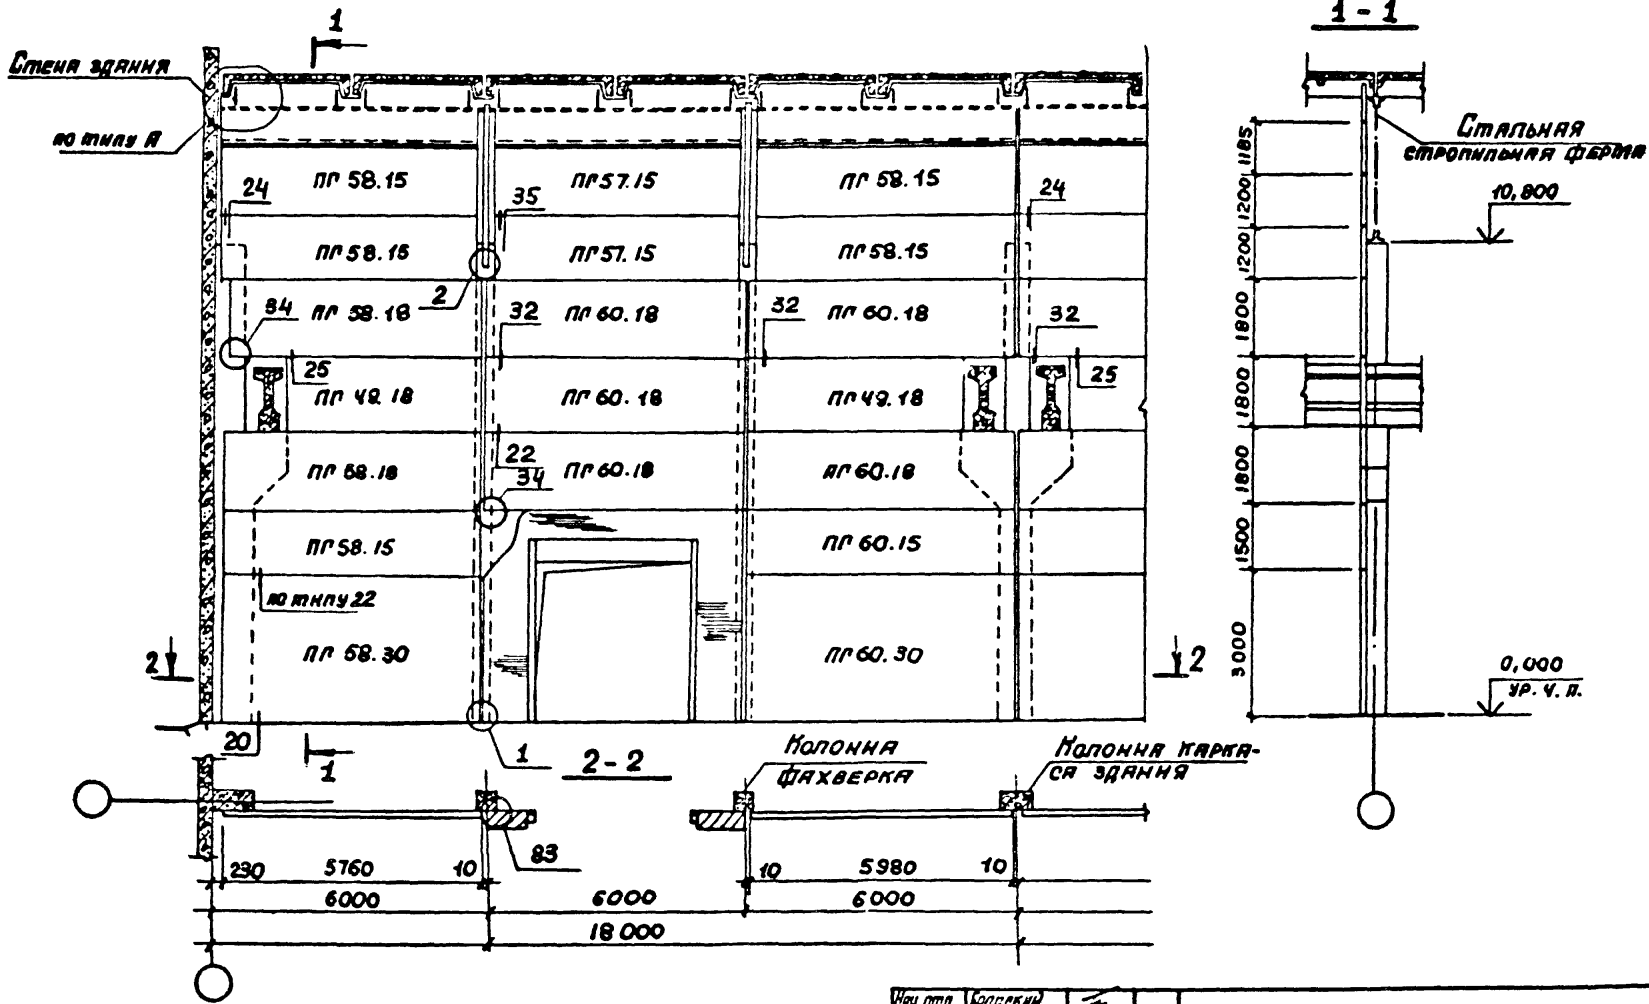 1
1 - 1
Стена здания
по типу А
Стальная
стропильная ферма
10,800
ПГ 58.15
ПГ 57.15
ПГ 58.15
24
35
24
ПГ 58.15
ПГ 57.15
ПГ 58.15
2
34
ПГ 58.18
32
ПГ 60.18
32
ПГ 60.18
32
25
ПГ 49.18
ПГ 60.18
ПГ 49.18
25
ПГ 58.18
22
34
ПГ 60.18
ПГ 60.18
ПГ 58.15
ПГ 60.15
по типу 22
ПГ 58.30
ПГ 60.30
2
2
1185
1200
1200
1800
1800
1800
1500
3000
0,000
УР. Ч. П.
20
1
1
2 - 2
Колонна
фахверка
Колонна карка-
са здания
83
230
5760
10
10
5980
10
6000
6000
6000
18 000
Нач. отд.